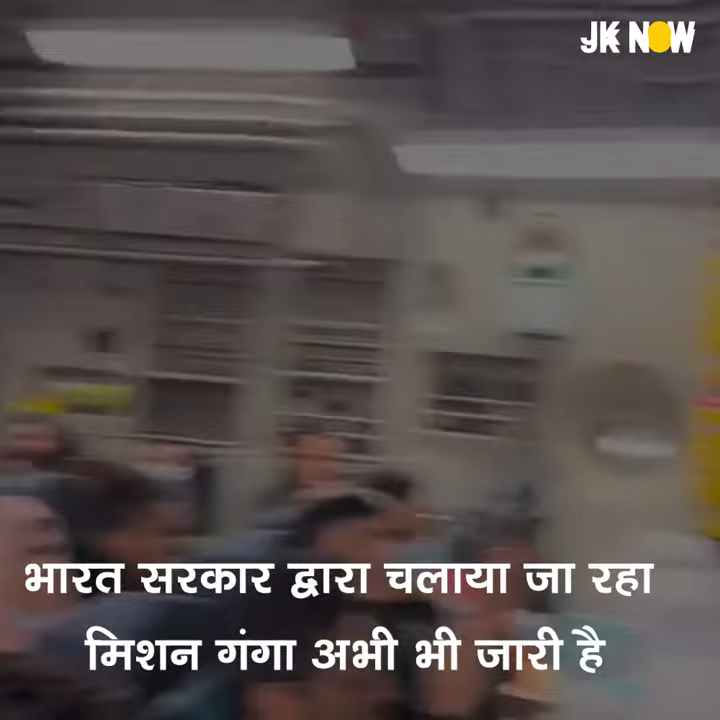 JK NOW
भारत सरकार द्वारा चलाया जा रहा
मिशन गंगा अभी भी जारी है